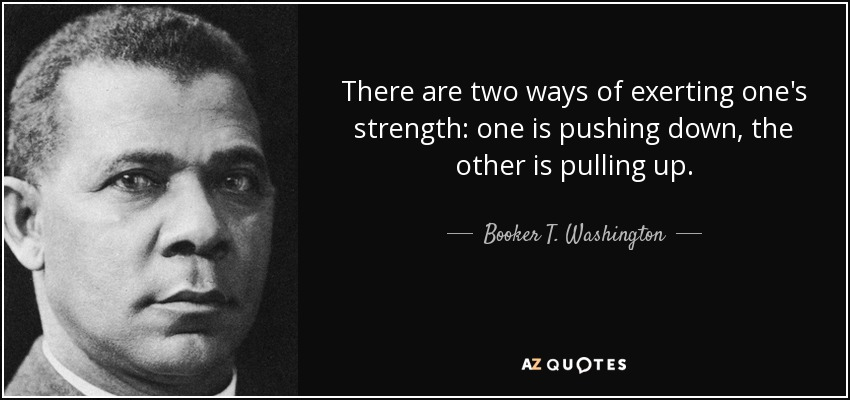 There are two ways of exerting one's
strength: one is pushing down, the
other is pulling up.
Booker T. Washington
AZ QUOTES